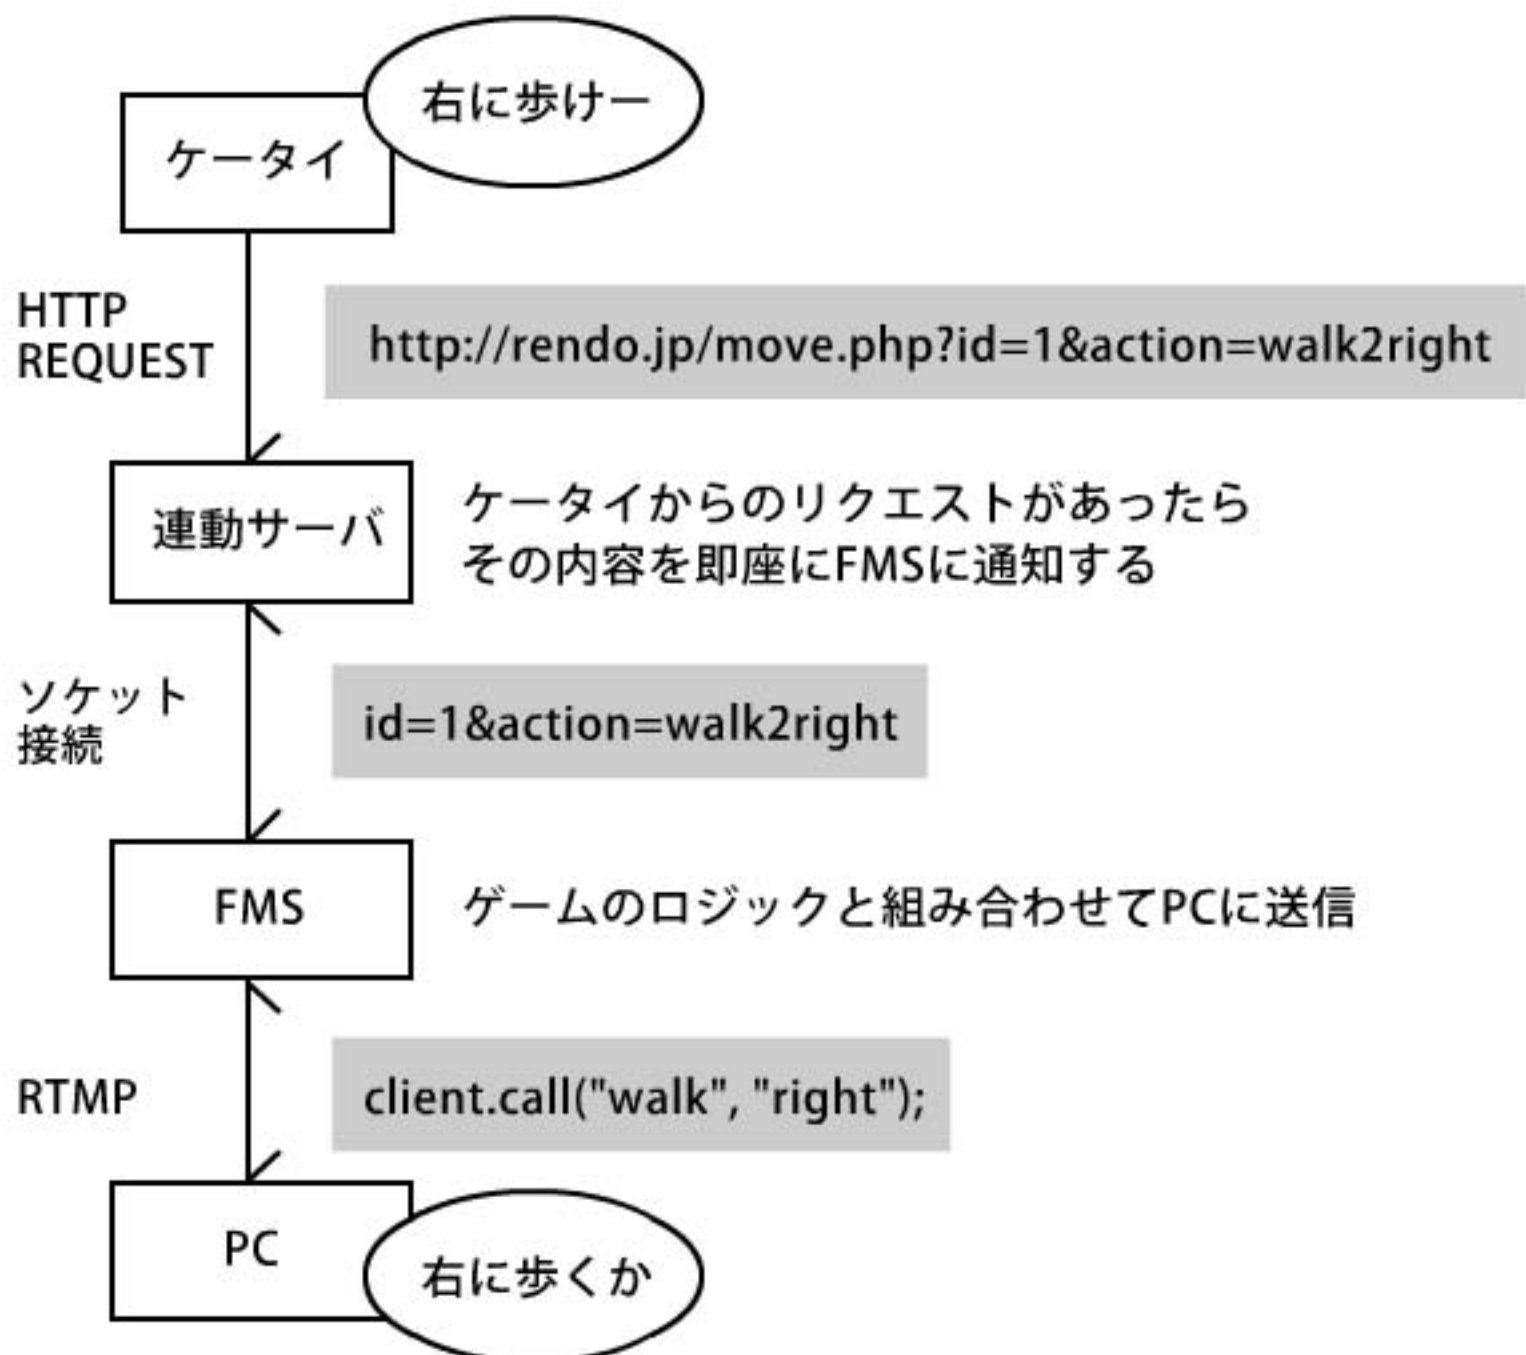 右に歩けー
ケータイ
HTTP
REQUEST
http://rendo.jp/move.php?id=1&action=walk2right
連動サーバ
ケータイからのリクエストがあったら
その内容を即座にFMSに通知する
ソケット
接続
id=1&action=walk2right
FMS
ゲームのロジックと組み合わせてPCに送信
RTMP
client.call("walk", "right");
PC
右に歩くか